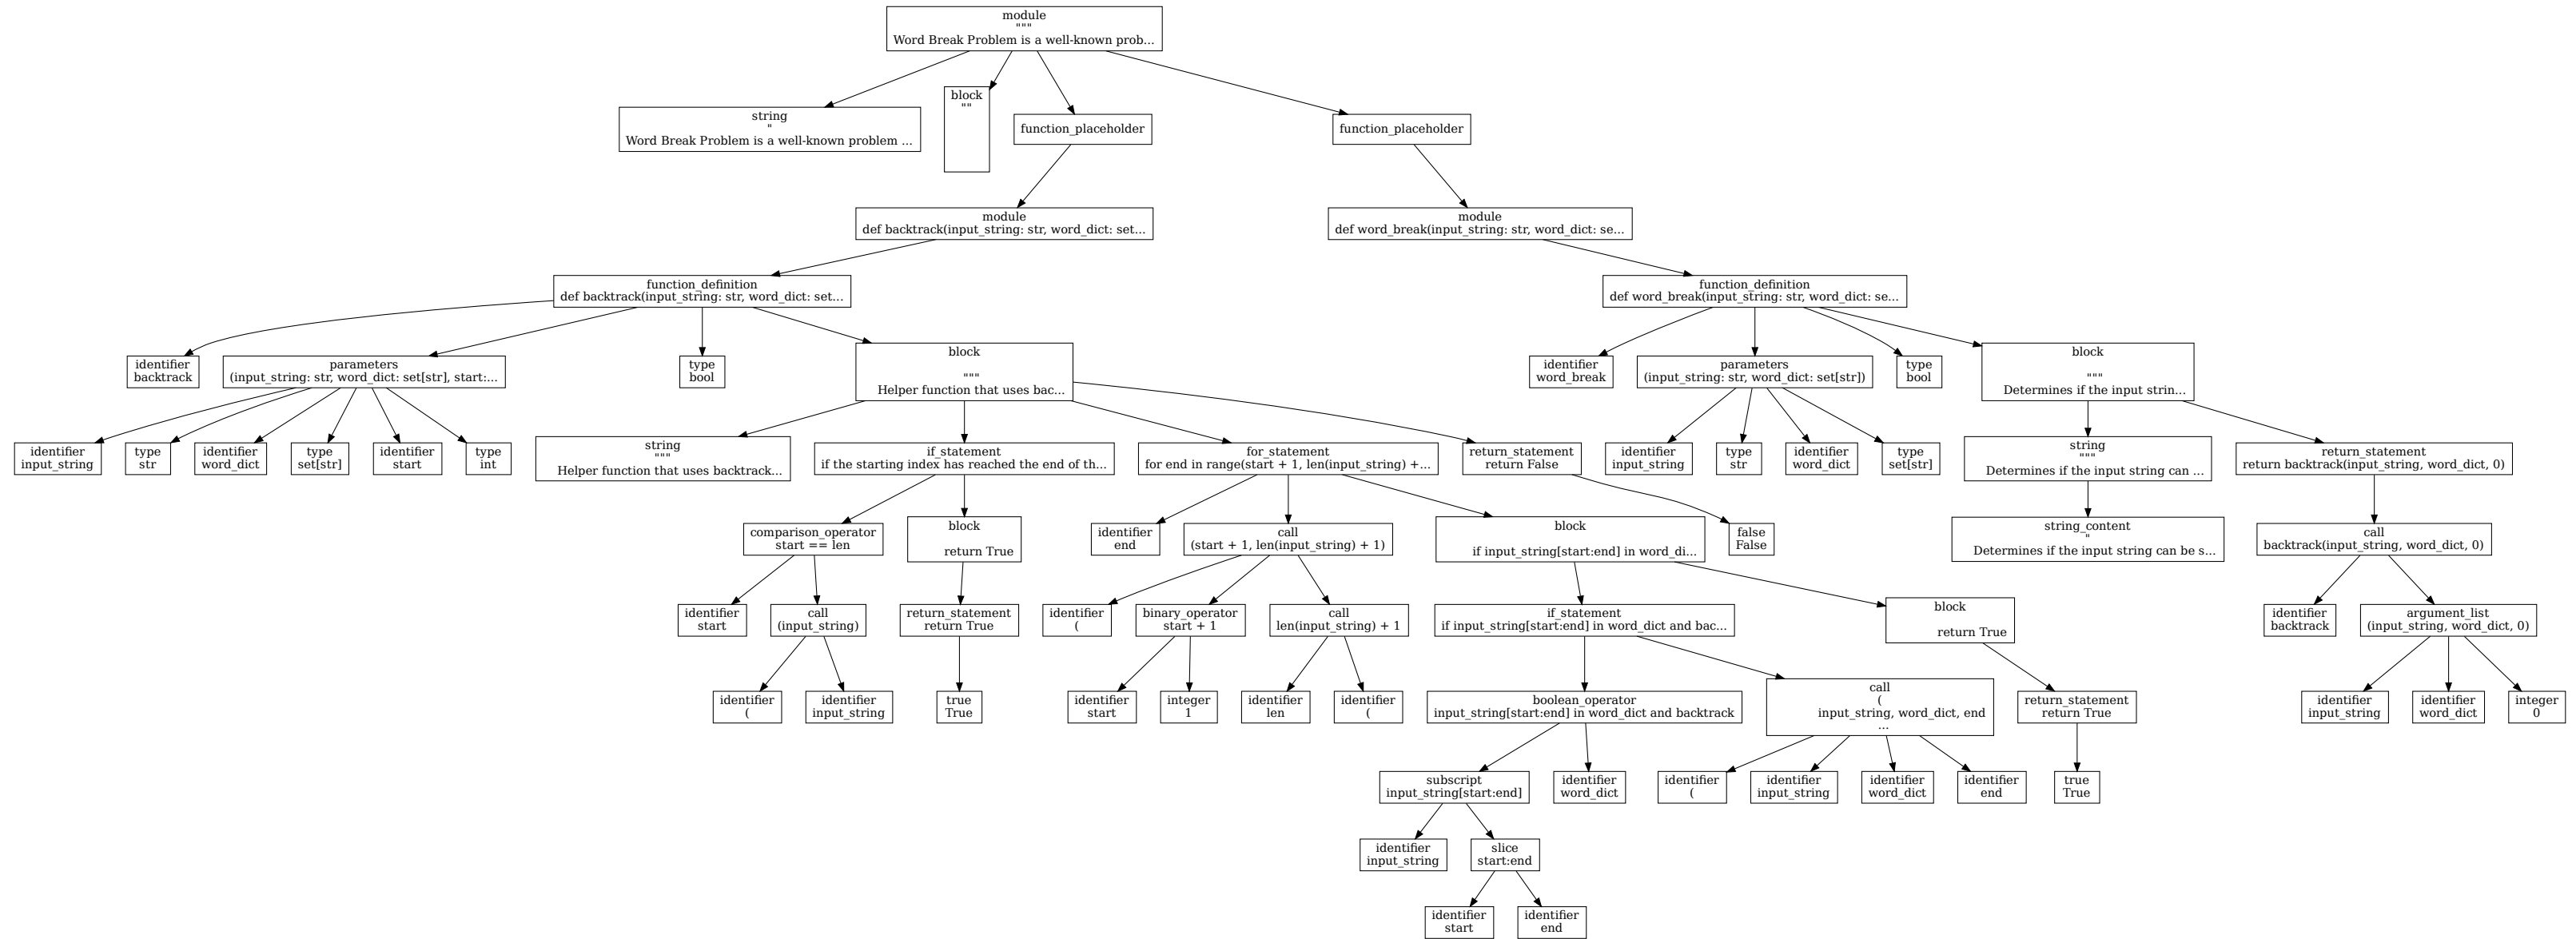 module
"""
Word Break Problem is a well-known prob...
string
"
Word Break Problem is a well-known problem ...
block
""
function_placeholder
function_placeholder
module
def backtrack(input_string: str, word_dict: set...
module
def word_break(input_string: str, word_dict: se...
function_definition
def backtrack(input_string: str, word_dict: set...
function_definition
def word_break(input_string: str, word_dict: se...
identifier
backtrack
parameters
(input_string: str, word_dict: set[str], start:...
type
bool
block
"""
Helper function that uses bac...
identifier
word_break
parameters
(input_string: str, word_dict: set[str])
type
bool
block
"""
Determines if the input strin...
identifier
input_string
type
str
identifier
word_dict
type
set[str]
identifier
start
type
int
string
"""
Helper function that uses backtrack...
if_statement
if the starting index has reached the end of th...
for_statement
for end in range(start + 1, len(input_string) +...
return_statement
return False
identifier
input_string
type
str
identifier
word_dict
type
set[str]
string
"""
Determines if the input string can ...
return_statement
return backtrack(input_string, word_dict, 0)
comparison_operator
start == len
block
return True
identifier
end
call
(start + 1, len(input_string) + 1)
block
if input_string[start:end] in word_di...
false
False
string_content
"
Determines if the input string can be s...
call
backtrack(input_string, word_dict, 0)
identifier
start
call
(input_string)
return_statement
return True
identifier
(
binary_operator
start + 1
call
len(input_string) + 1
if_statement
if input_string[start:end] in word_dict and bac...
block
return True
identifier
backtrack
argument_list
(input_string, word_dict, 0)
identifier
(
identifier
input_string
true
True
identifier
start
integer
1
identifier
len
identifier
(
boolean_operator
input_string[start:end] in word_dict and backtrack
call
(
input_string, word_dict, end
...
return_statement
return True
identifier
input_string
identifier
word_dict
integer
0
subscript
input_string[start:end]
identifier
word_dict
identifier
(
identifier
input_string
identifier
word_dict
identifier
end
true
True
identifier
input_string
slice
start:end
identifier
start
identifier
end